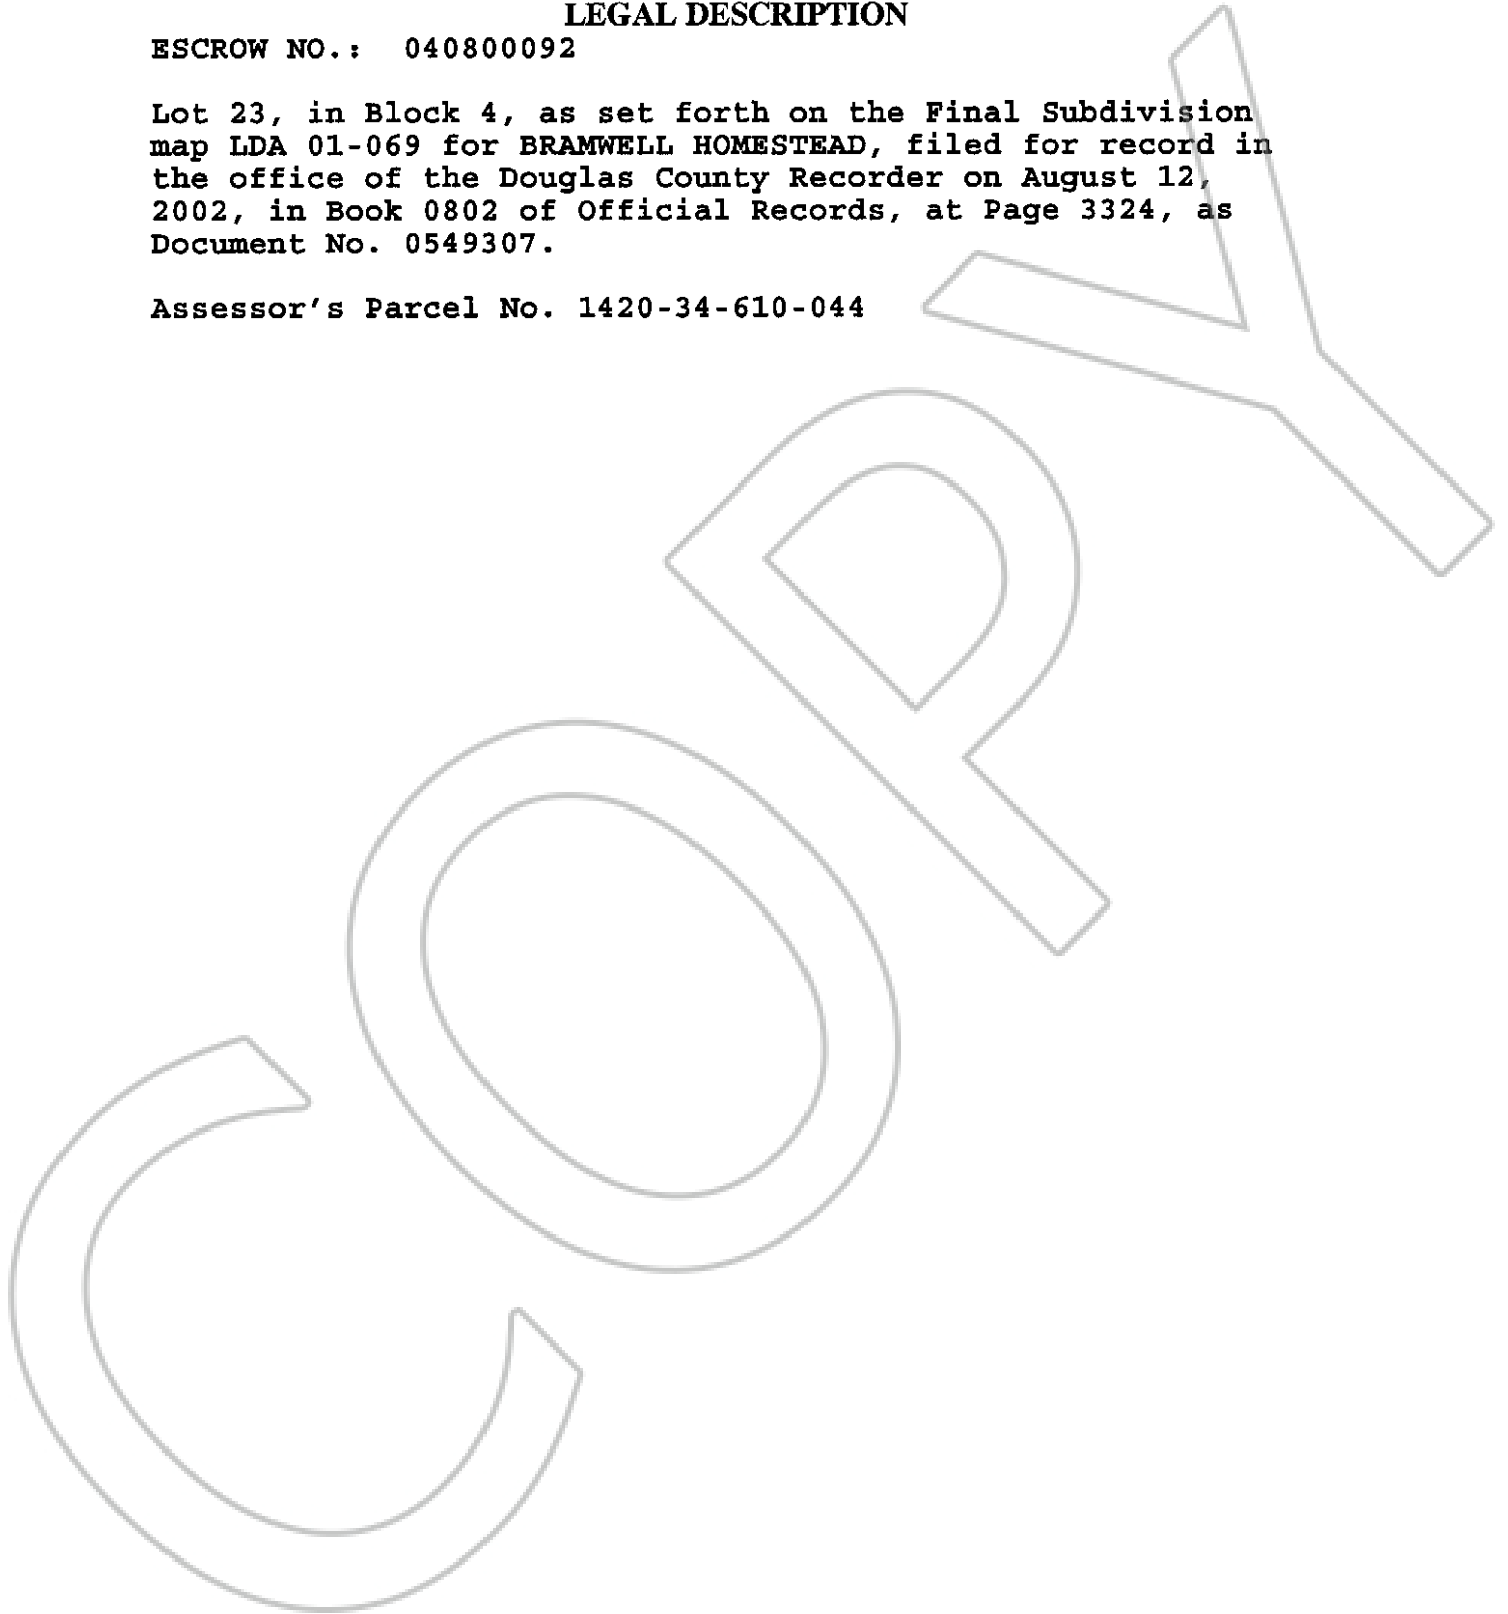 LEGAL DESCRIPTION
ESCROW NO.: 040800092
Lot 23, in Block 4, as set forth on the Final Subdivision
map LDA 01-069 for BRAMWELL HOMESTEAD, filed for record in
the office of the Douglas County Recorder on August 12,
2002, in Book 0802 of Official Records, at Page 3324, as
Document No. 0549307.
Assessor's Parcel No. 1420-34-610-044
COPY